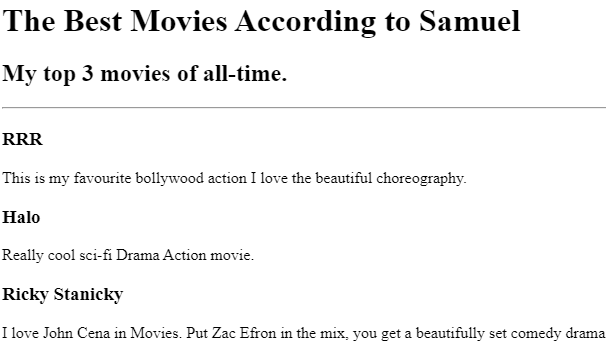 The Best Movies According to Samuel
My top 3 movies of all-time.
RRR
This is my favourite bollywood action I love the beautiful choreography.
Halo
Really cool sci-fi Drama Action movie.
Ricky Stanicky
I love John Cena in Movies. Put Zac Efron in the mix, you get a beautifully set comedy drama